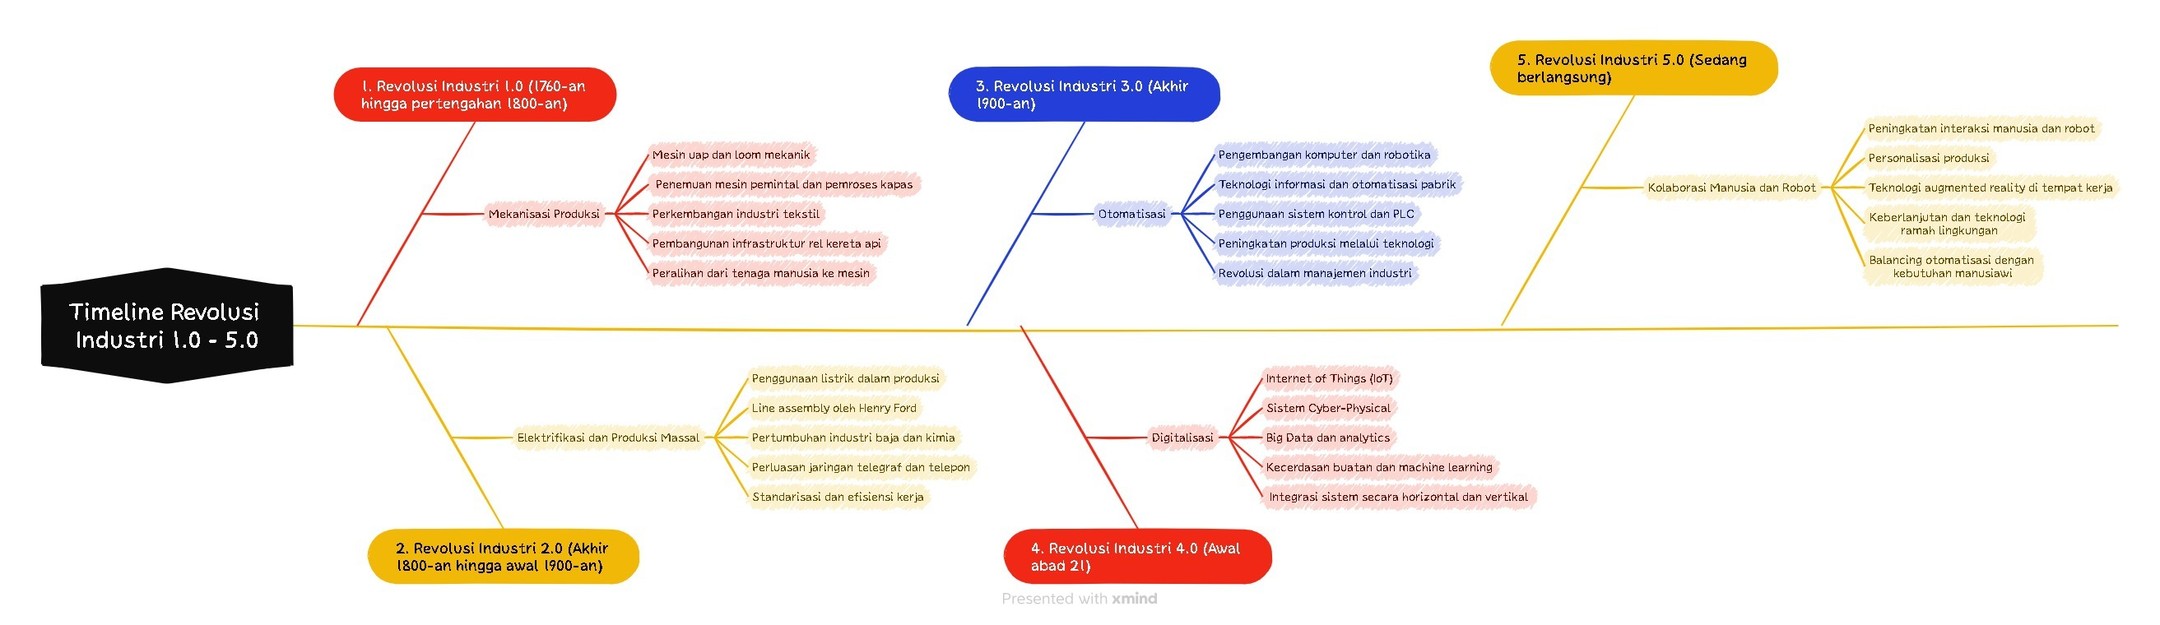 Timeline Revolusi
Industri 1.0 - 5.0
1. Revolusi Industri 1.0 (1760-an
hingga pertengahan 1800-an)
Mekanisasi Produksi
Mesin uap dan loom mekanik
Penemuan mesin pemintal dan pemroses kapas
Perkembangan industri tekstil
Pembangunan infrastruktur rel kereta api
Peralihan dari tenaga manusia ke mesin
2. Revolusi Industri 2.0 (Akhir
1800-an hingga awal 1900-an)
Elektrifikasi dan Produksi Massal
Penggunaan listrik dalam produksi
Line assembly oleh Henry Ford
Pertumbuhan industri baja dan kimia
Perluasan jaringan telegraf dan telepon
Standarisasi dan efisiensi kerja
3. Revolusi Industri 3.0 (Akhir
1900-an)
Otomatisasi
Pengembangan komputer dan robotika
Teknologi informasi dan otomatisasi pabrik
Penggunaan sistem kontrol dan PLC
Peningkatan produksi melalui teknologi
Revolusi dalam manajemen industri
4. Revolusi Industri 4.0 (Awal
abad 21)
Digitalisasi
Internet of Things (IoT)
Sistem Cyber-Physical
Big Data dan analytics
Kecerdasan buatan dan machine learning
Integrasi sistem secara horizontal dan vertikal
5. Revolusi Industri 5.0 (Sedang
berlangsung)
Kolaborasi Manusia dan Robot
Peningkatan interaksi manusia dan robot
Personalisasi produksi
Teknologi augmented reality di tempat kerja
Keberlanjutan dan teknologi
ramah lingkungan
Balancing otomatisasi dengan
kebutuhan manusiawi
Presented with xmind